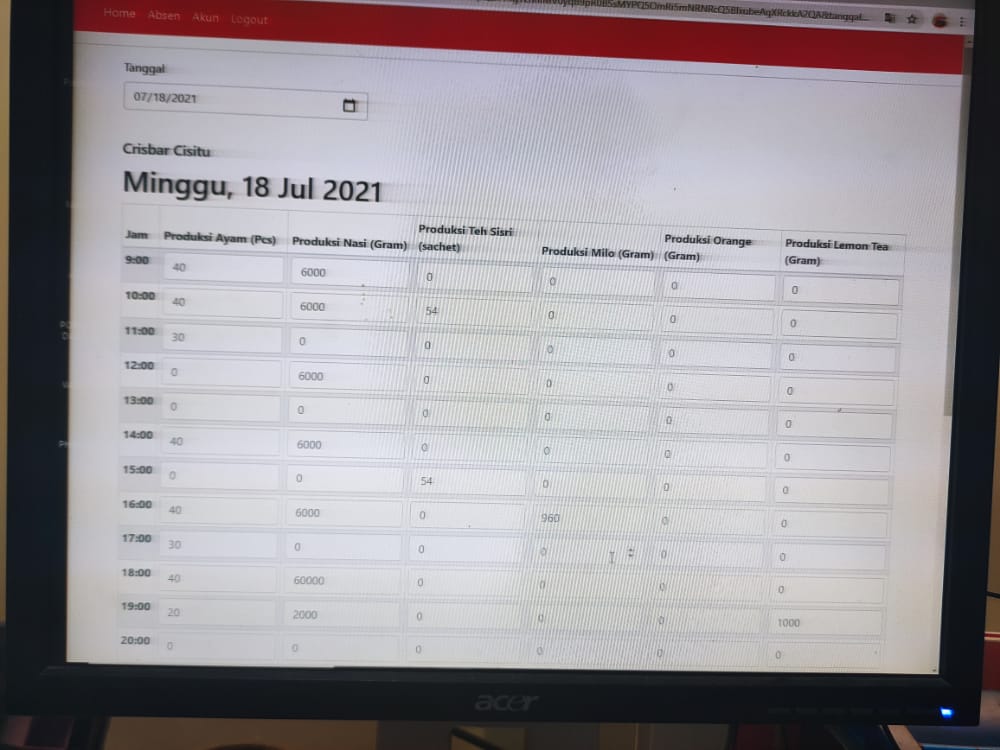 Home Absen Akun Logout
Tanggal
07/18/2021
Crisbar Cisitu
Minggu, 18 Jul 2021
Jam Produksi Ayam (Pcs) Produksi Nasi (Gram) Produksi Teh Sisri (sachet) Produksi Milo (Gram) Produksi Orange (Gram) Produksi Lemon Tea (Gram)
9:00 40 6000 0 0 0 0
10:00 40 6000 54 0 0 0
11:00 30 0 0 0 0 0
12:00 0 6000 0 0 0 0
13:00 0 0 0 0 0 0
14:00 40 6000 0 0 0 0
15:00 0 0 54 0 0 0
16:00 40 6000 0 960 0 0
17:00 30 0 0 0 0 0
18:00 40 60000 0 0 0 0
19:00 20 2000 0 0 0 1000
20:00 0 0 0 0 0 0
acer